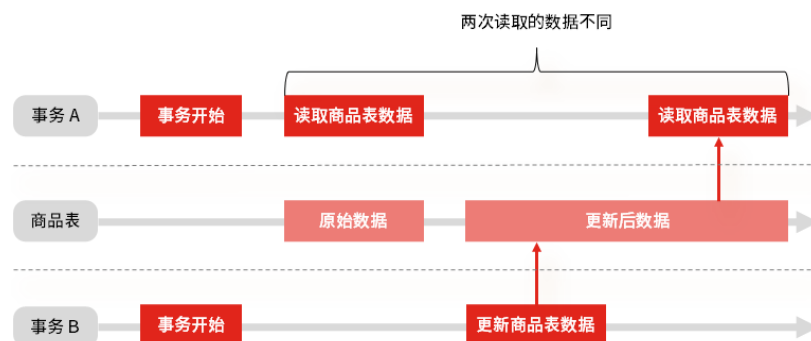 两次读取的数据不同
事务 A
事务开始
读取商品表数据
读取商品表数据
商品表
原始数据
更新后数据
事务 B
事务开始
更新商品表数据